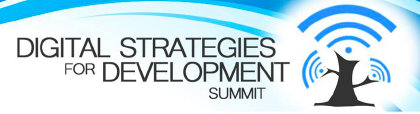 DIGITAL STRATEGIES
FOR DEVELOPMENT
SUMMIT